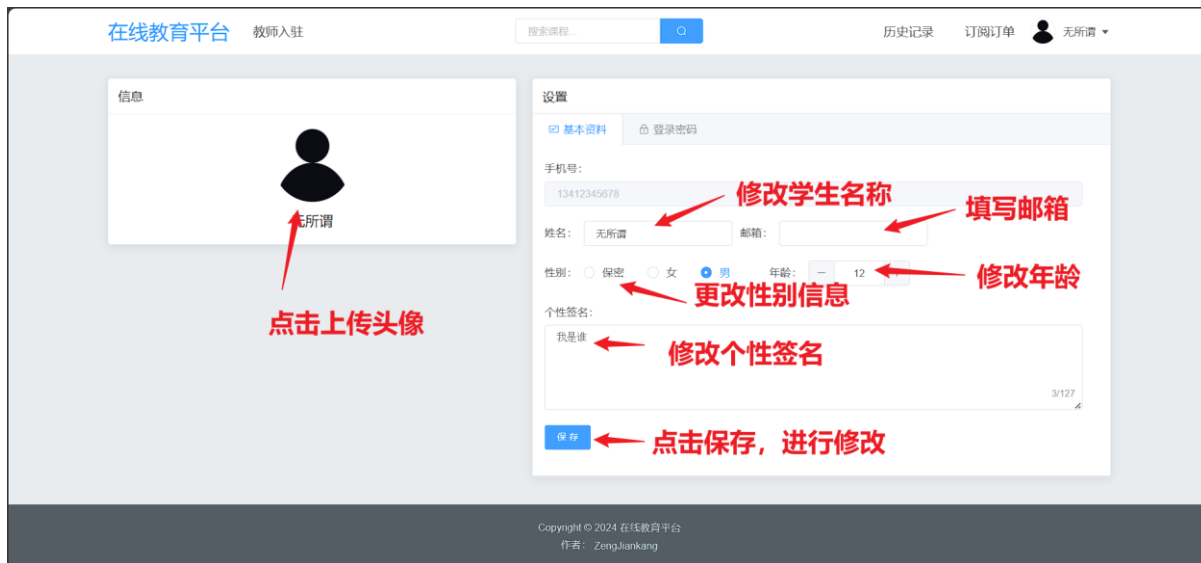 在线教育平台 教师入驻 搜索课程... 历史记录 订阅订单 无所谓
信息
无所谓
点击上传头像
设置
基本资料 登录密码
手机号：
13412345678
修改学生名称
填写邮箱
姓名： 无所谓 邮箱：
性别： 保密 女 男 年龄： － 12
修改年龄
更改性别信息
个性签名：
我是谁
修改个性签名
3/127
保存
点击保存，进行修改
Copyright © 2024 在线教育平台
作者： ZengJiankang